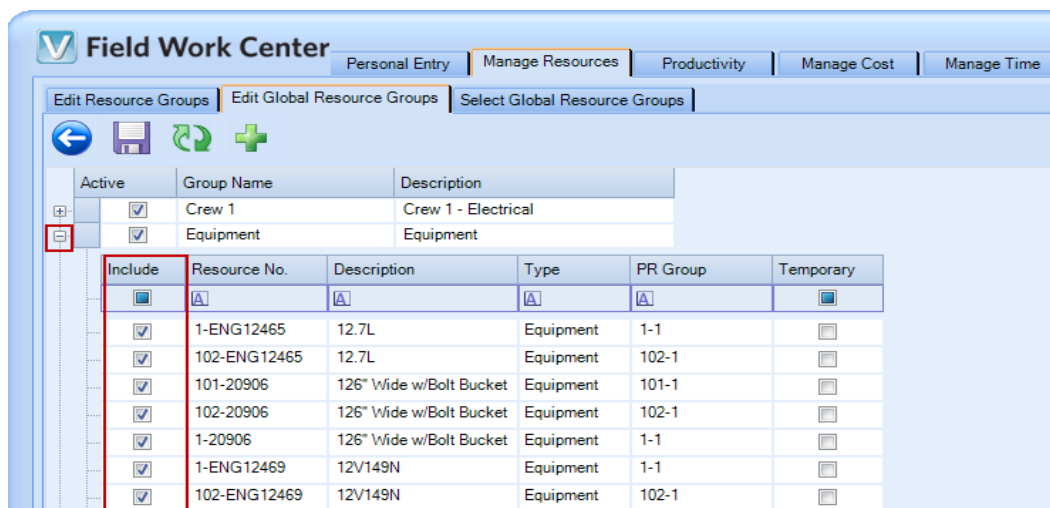 V Field Work Center
Personal Entry Manage Resources Productivity Manage Cost Manage Time
Edit Resource Groups Edit Global Resource Groups Select Global Resource Groups
Active Group Name Description
Crew 1 Crew 1 - Electrical
Equipment Equipment
Include Resource No. Description Type PR Group Temporary
A A A A
1-ENG12465 12.7L Equipment 1-1
102-ENG12465 12.7L Equipment 102-1
101-20906 126" Wide w/Bolt Bucket Equipment 101-1
102-20906 126" Wide w/Bolt Bucket Equipment 102-1
1-20906 126" Wide w/Bolt Bucket Equipment 1-1
1-ENG12469 12V149N Equipment 1-1
102-ENG12469 12V149N Equipment 102-1